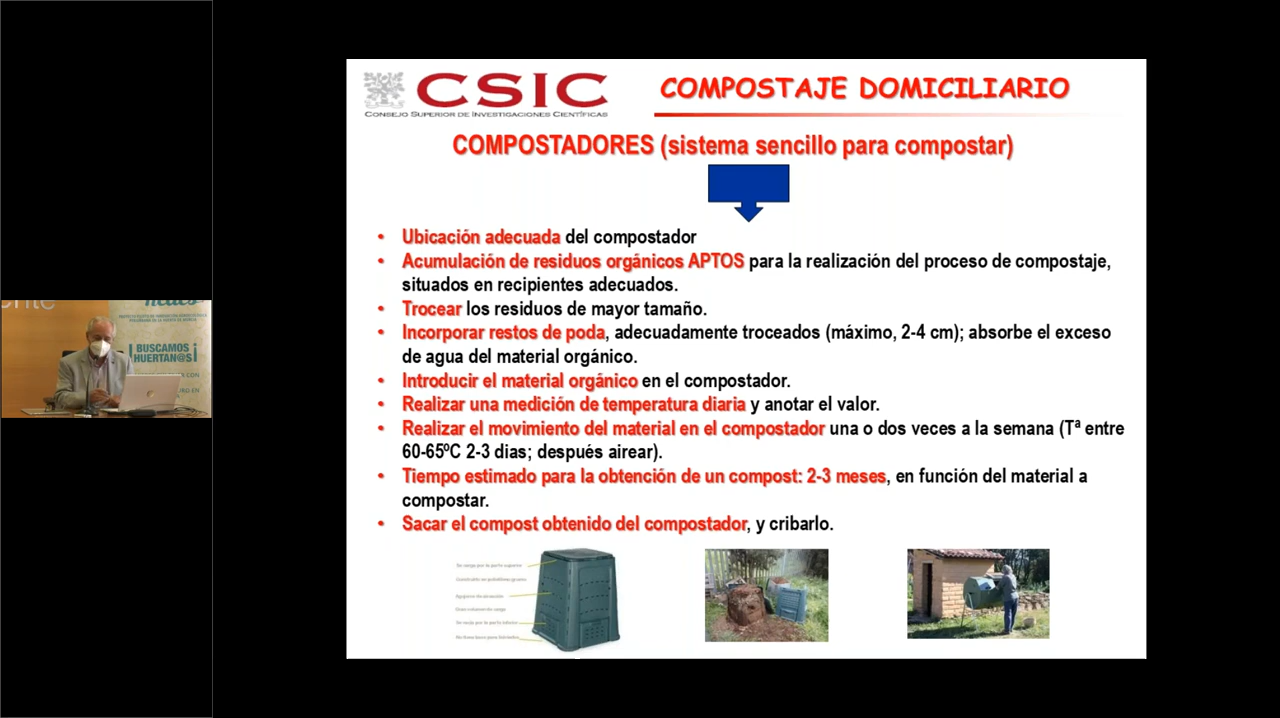 CSIC
CONSEJO SUPERIOR DE INVESTIGACIONES CIENTÍFICAS
COMPOSTAJE DOMICILIARIO
COMPOSTADORES (sistema sencillo para compostar)
• Ubicación adecuada del compostador
• Acumulación de residuos orgánicos APTOS para la realización del proceso de compostaje,
situados en recipientes adecuados.
• Trocear los residuos de mayor tamaño.
• Incorporar restos de poda, adecuadamente troceados (máximo, 2-4 cm); absorbe el exceso
de agua del material orgánico.
• Introducir el material orgánico en el compostador.
• Realizar una medición de temperatura diaria y anotar el valor.
• Realizar el movimiento del material en el compostador una o dos veces a la semana (Tª entre
60-65ºC 2-3 dias; después airear).
• Tiempo estimado para la obtención de un compost: 2-3 meses, en función del material a
compostar.
• Sacar el compost obtenido del compostador, y cribarlo.
Se carga por la parte superior
BUSCAMOS
HUERTAN@S